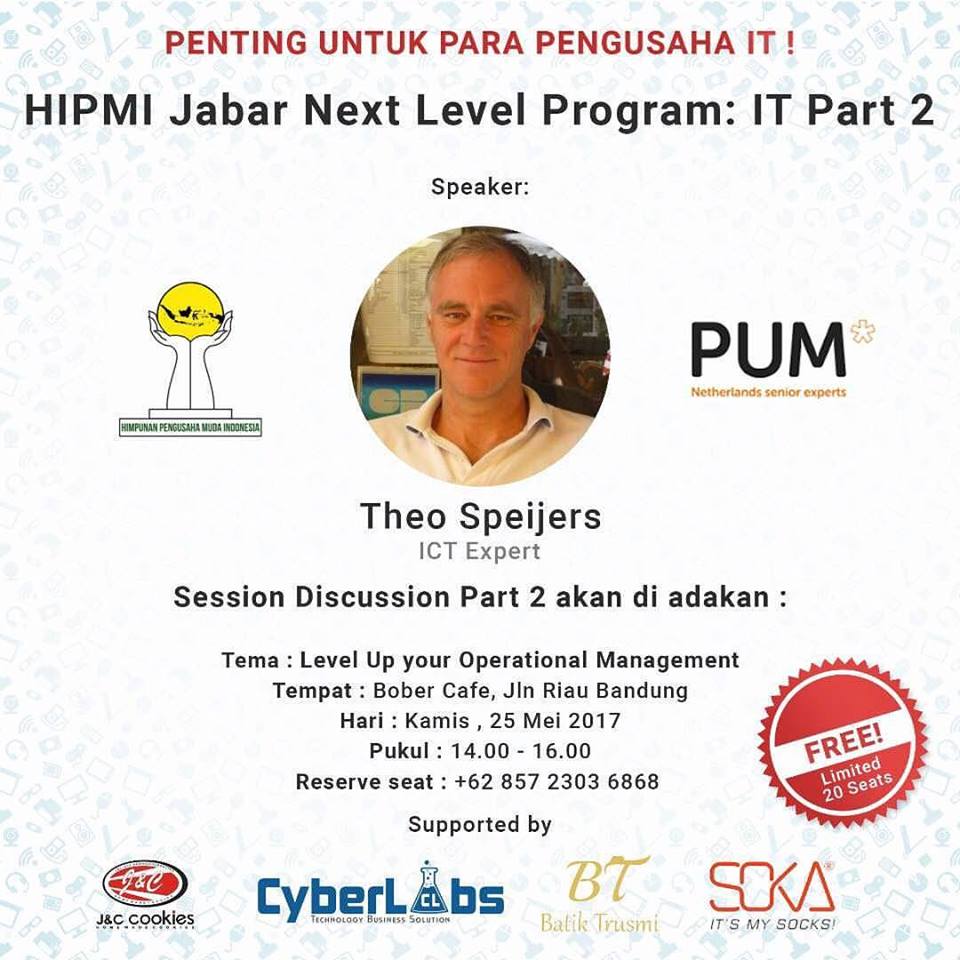 PENTING UNTUK PARA PENGUSAHA IT !
HIPMI Jabar Next Level Program: IT Part 2
Speaker:
HIMPUNAN PENGUSAHA MUDA INDONESIA
PUM
Netherlands senior experts
Theo Speijers
ICT Expert
Session Discussion Part 2 akan di adakan :
Tema : Level Up your Operational Management
Tempat : Bober Cafe, Jln Riau Bandung
Hari : Kamis , 25 Mei 2017
Pukul : 14.00 - 16.00
Reserve seat : +62 857 2303 6868
FREE!
Limited
20 Seats
Supported by
J&C
J&C COOKIES
HOMEMADE COOKIES
CYBERLABS
CL
TECHNOLOGY BUSINESS SOLUTION
BT
Batik Trusmi
SOKA®
IT'S MY SOCKS!